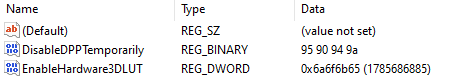 Name Type Data
(Default) REG_SZ (value not set)
DisableDPPTemporarily REG_BINARY 95 90 94 9a
EnableHardware3DLUT REG_DWORD 0x6a6f6b65 (1785686885)